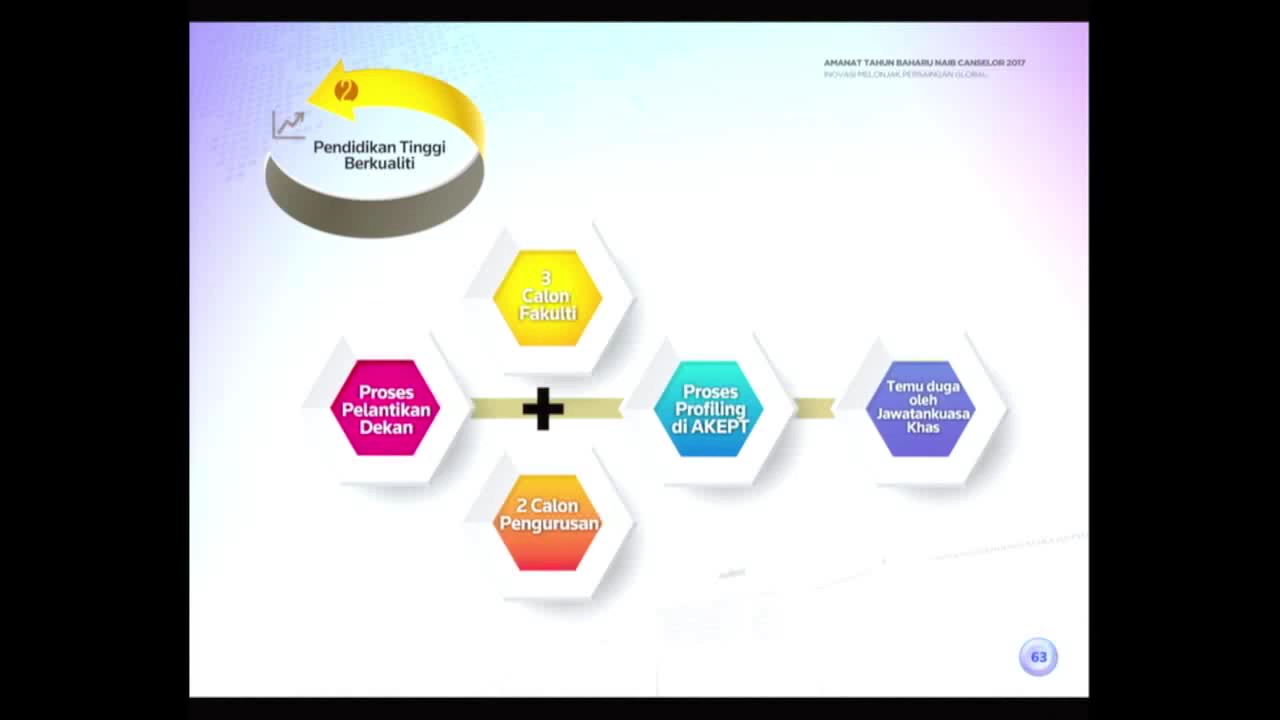 AMANAT TAHUN BAHARU NAIB CANSELOR 2017
INOVASI MELONJAK PERSAINGAN GLOBAL
2
Pendidikan Tinggi
Berkualiti
3
Calon
Fakulti
Proses
Pelantikan
Dekan
+
Proses
Profiling
di AKEPT
Temu duga
oleh
Jawatankuasa
Khas
2 Calon
Pengurusan
63